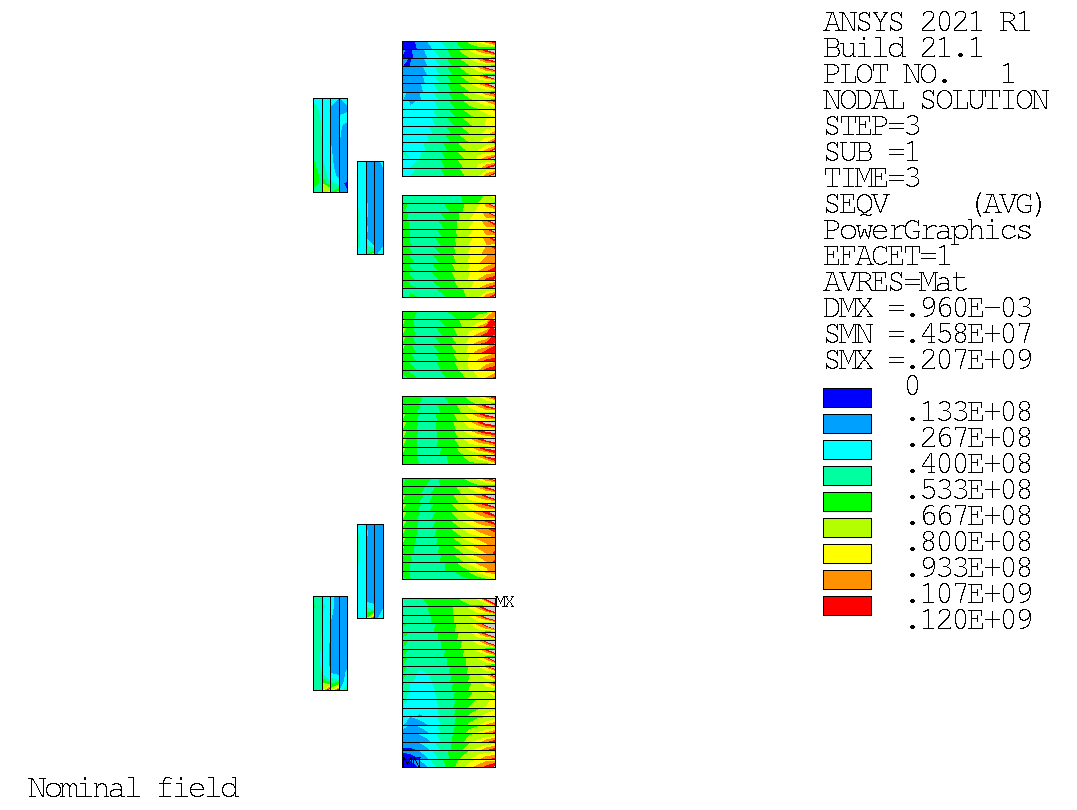 ANSYS 2021 R1
Build 21.1
PLOT NO.   1
NODAL SOLUTION
STEP=3
SUB =1
TIME=3
SEQV     (AVG)
PowerGraphics
EFACET=1
AVRES=Mat
DMX =.960E-03
SMN =.458E+07
SMX =.207E+09
0
.133E+08
.267E+08
.400E+08
.533E+08
.667E+08
.800E+08
.933E+08
.107E+09
.120E+09
MX
MN
Nominal field